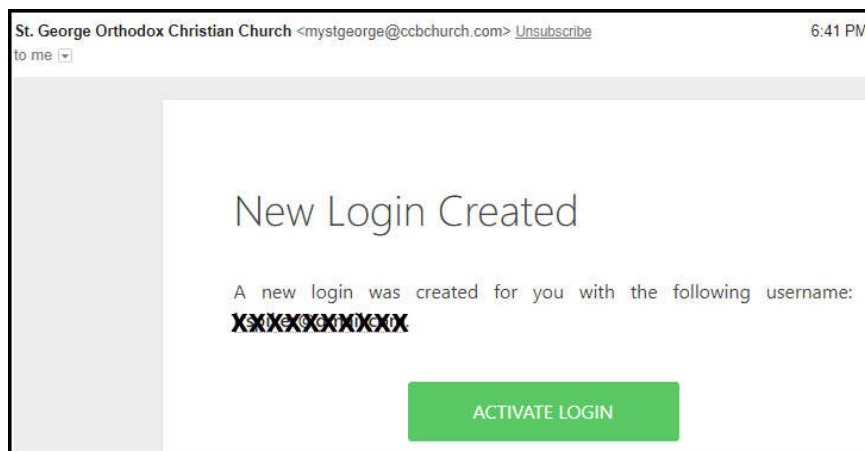 St. George Orthodox Christian Church <mystgeorge@ccbchurch.com> Unsubscribe 6:41 PM
to me
New Login Created
A new login was created for you with the following username:
XXXXXXXXXX
ACTIVATE LOGIN